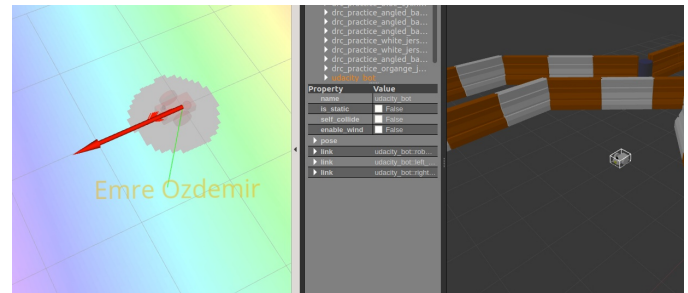 Emre Ozdemir
drc_practice_angled_ba...
drc_practice_angled_ba...
drc_practice_white_jers...
drc_practice_white_jers...
drc_practice_angled_ba...
drc_practice_organge_j...
udacity_bot
Property Value
name udacity_bot
is_static False
self_collide False
enable_wind False
pose
link udacity_bot::rob...
link udacity_bot::left_...
link udacity_bot::right...